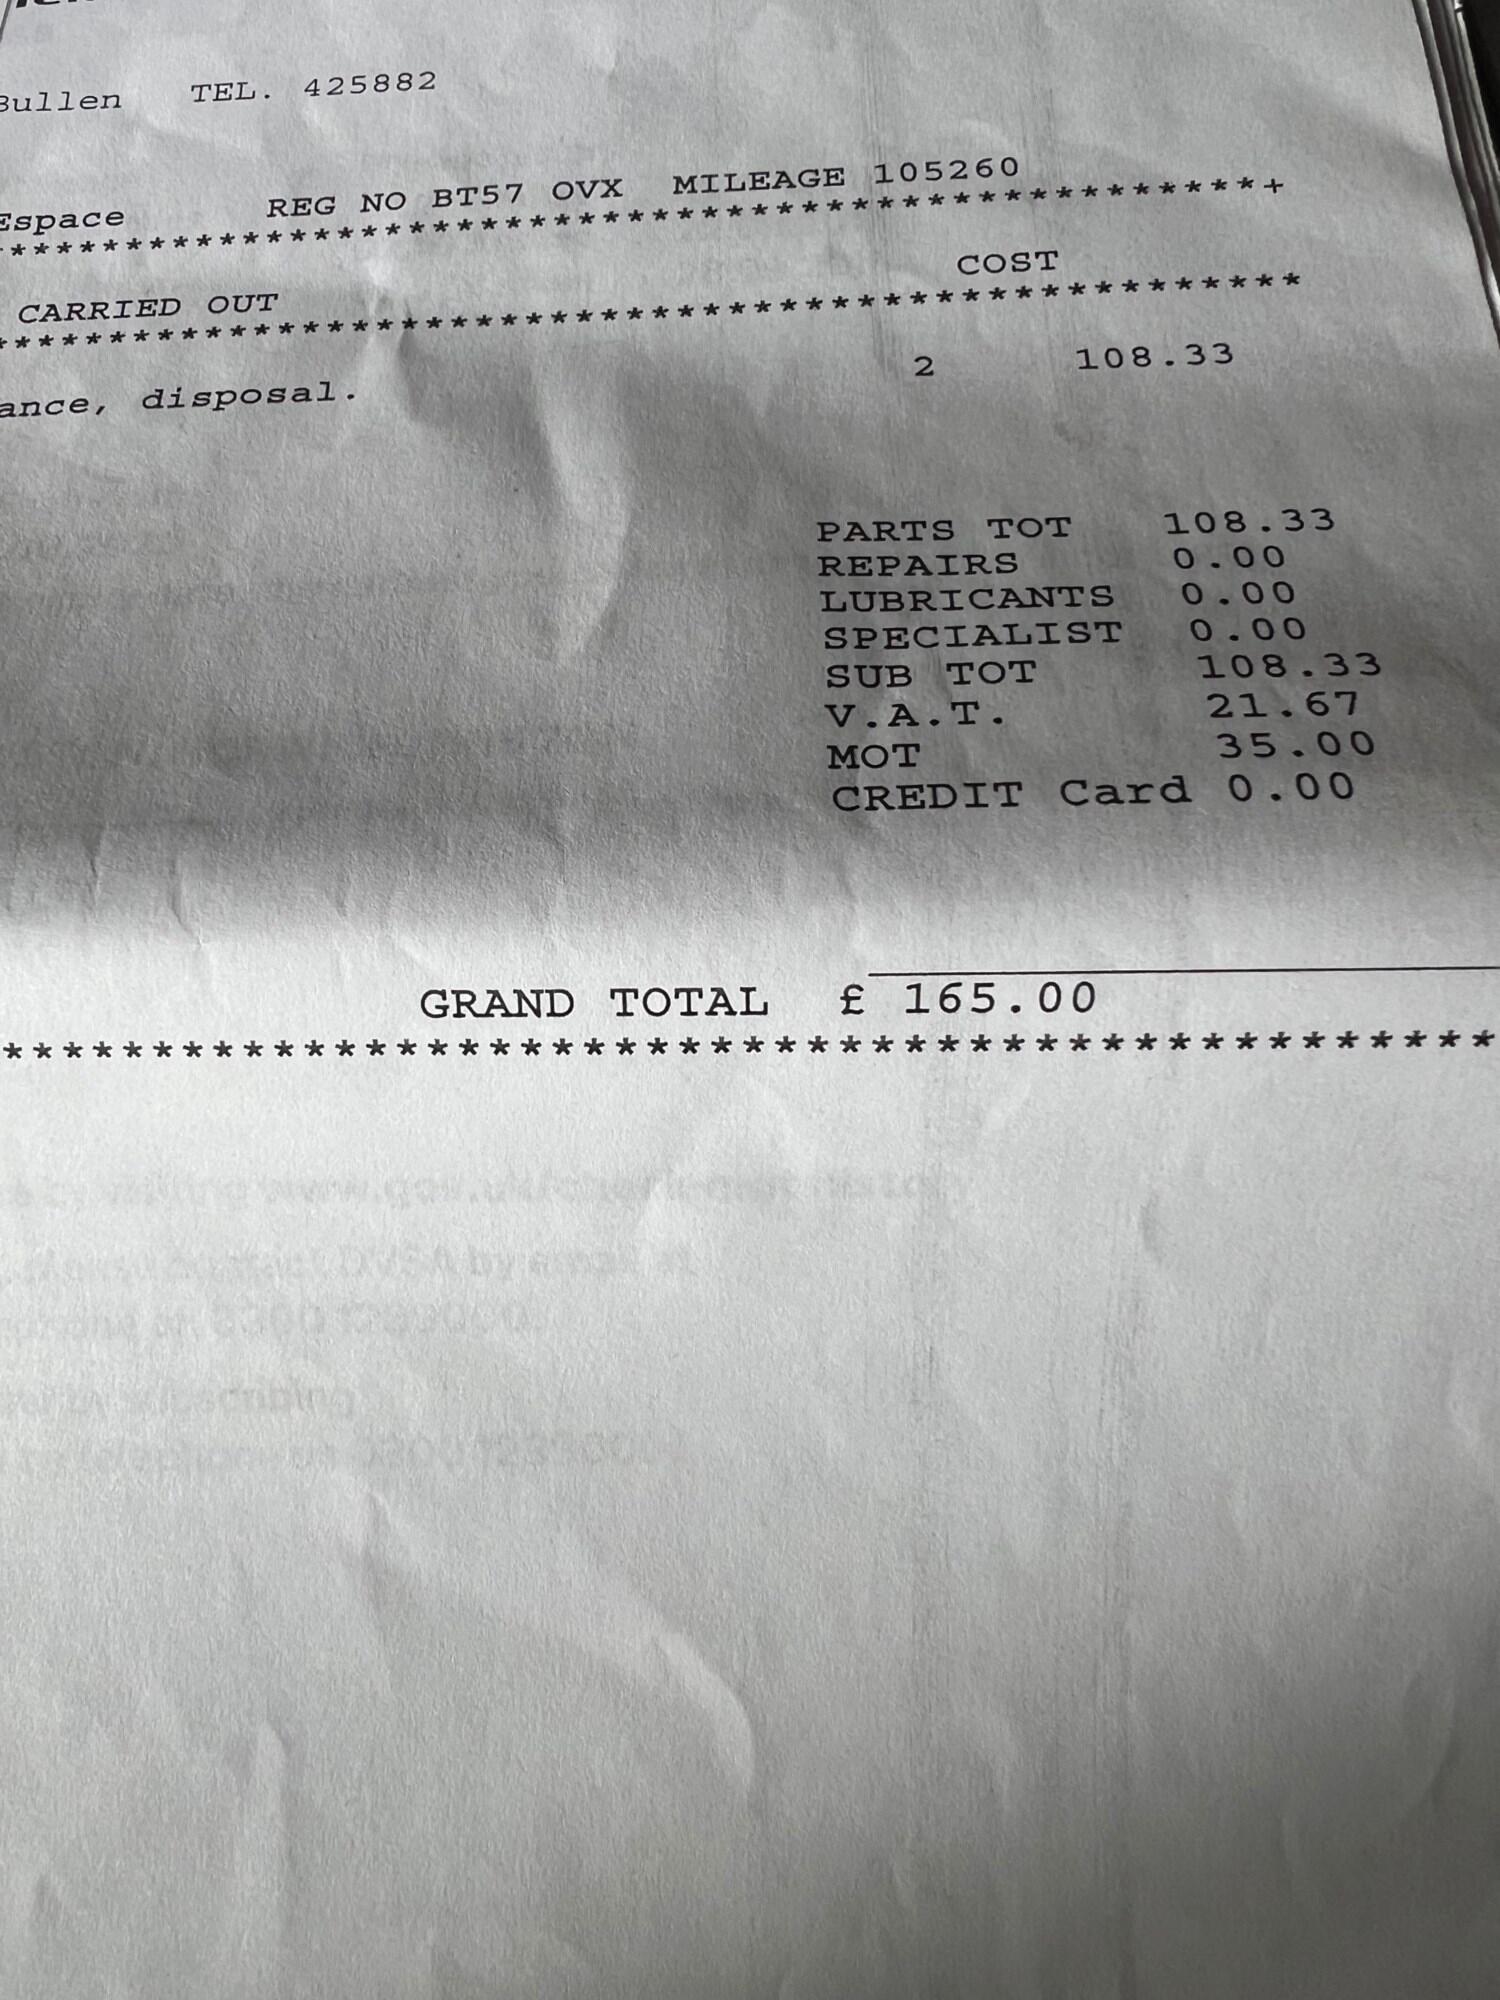 Bullen TEL. 425882
Espace REG NO BT57 OVX MILEAGE 105260
****************************************************+
CARRIED OUT COST
******************************************************
ance, disposal. 2 108.33
PARTS TOT 108.33
REPAIRS 0.00
LUBRICANTS 0.00
SPECIALIST 0.00
SUB TOT 108.33
V.A.T. 21.67
MOT 35.00
CREDIT Card 0.00
GRAND TOTAL £ 165.00
**********************************************